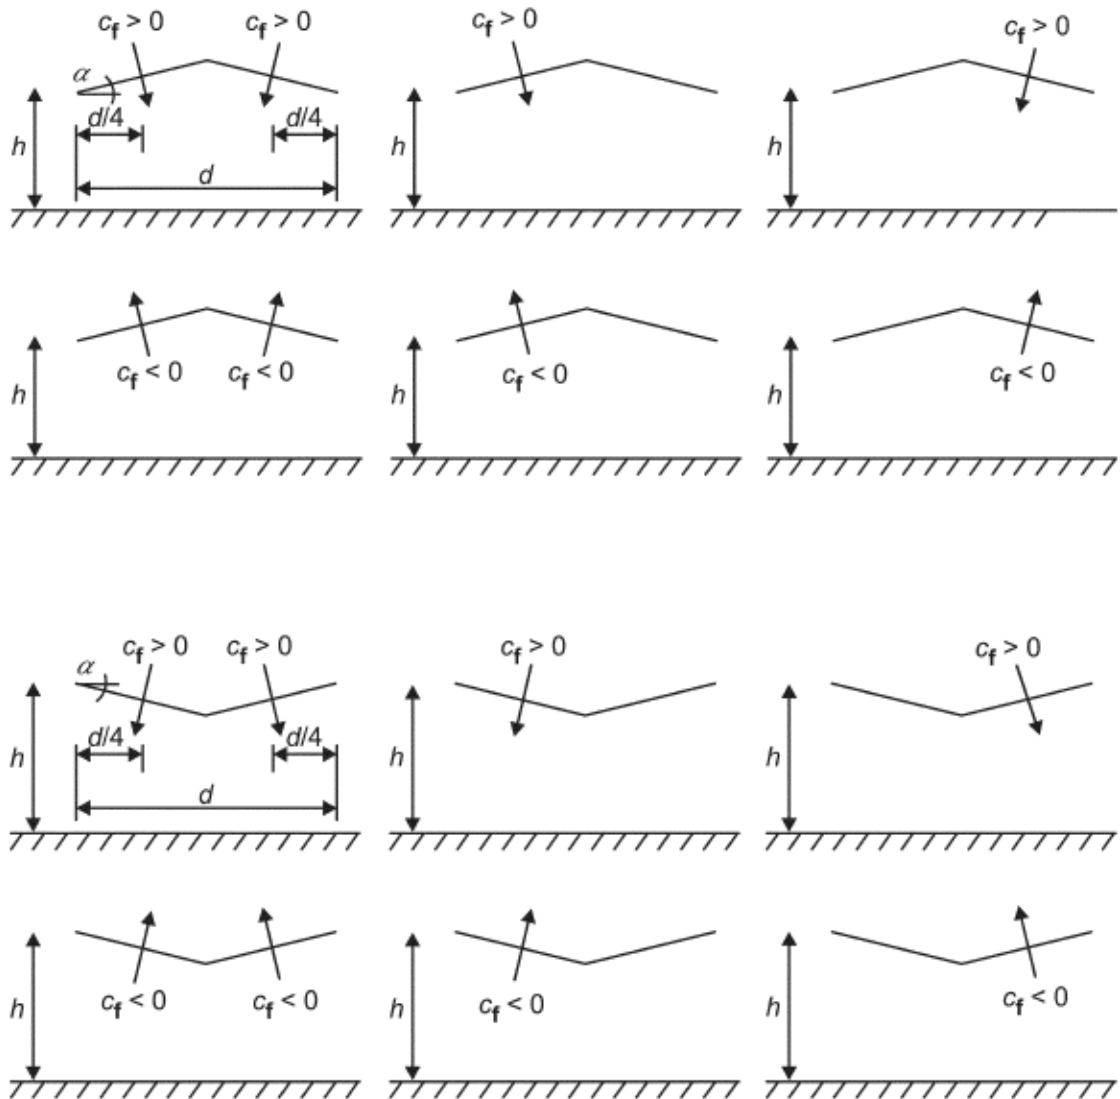 c_f > 0 c_f > 0 c_f > 0 c_f > 0
α
d/4 d/4
h h h
d
h h h
c_f < 0 c_f < 0 c_f < 0 c_f < 0
c_f > 0 c_f > 0 c_f > 0 c_f > 0
α
d/4 d/4
h h h
d
h h h
c_f < 0 c_f < 0 c_f < 0 c_f < 0